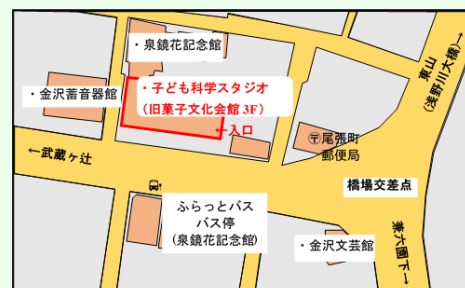 ・泉鏡花記念館
東山→
(浅野川大橋)
・金沢蓄音器館
・子ども科学スタジオ
(旧菓子文化会館 3F)
←入口
〒尾張町
郵便局
←武蔵ヶ辻
橋場交差点
ふらっとバス
バス停
(泉鏡花記念館)
・金沢文芸館
兼六園下→